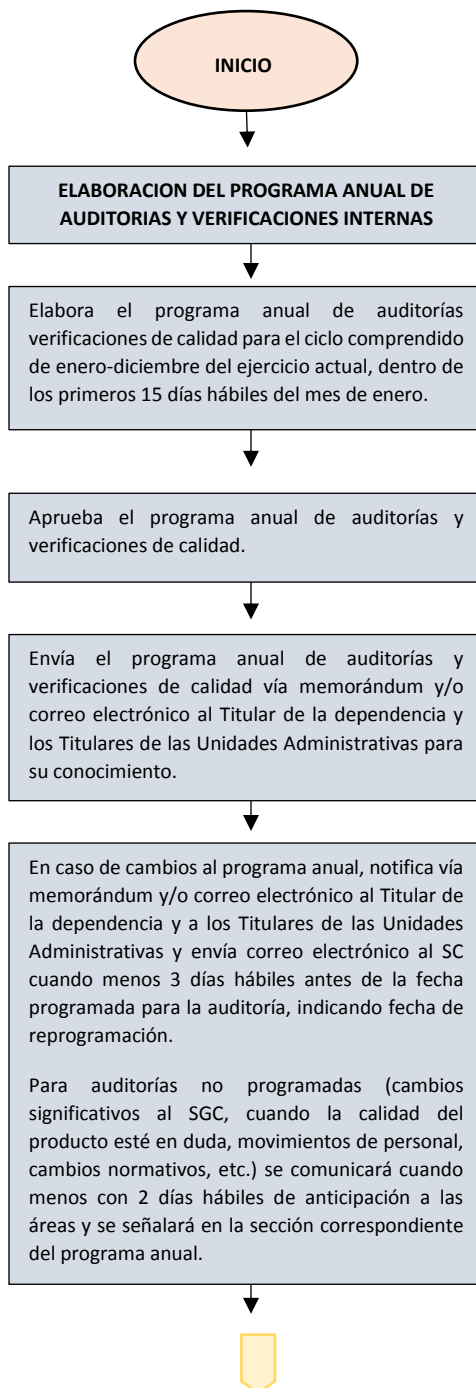 INICIO
ELABORACION DEL PROGRAMA ANUAL DE
AUDITORIAS Y VERIFICACIONES INTERNAS
Elabora el programa anual de auditorías
verificaciones de calidad para el ciclo comprendido
de enero-diciembre del ejercicio actual, dentro de
los primeros 15 días hábiles del mes de enero.
Aprueba el programa anual de auditorías y
verificaciones de calidad.
Envía el programa anual de auditorías y
verificaciones de calidad vía memorándum y/o
correo electrónico al Titular de la dependencia y
los Titulares de las Unidades Administrativas para
su conocimiento.
En caso de cambios al programa anual, notifica vía
memorándum y/o correo electrónico al Titular de
la dependencia y a los Titulares de las Unidades
Administrativas y envía correo electrónico al SC
cuando menos 3 días hábiles antes de la fecha
programada para la auditoría, indicando fecha de
reprogramación.
Para auditorías no programadas (cambios
significativos al SGC, cuando la calidad del
producto esté en duda, movimientos de personal,
cambios normativos, etc.) se comunicará cuando
menos con 2 días hábiles de anticipación a las
áreas y se señalará en la sección correspondiente
del programa anual.